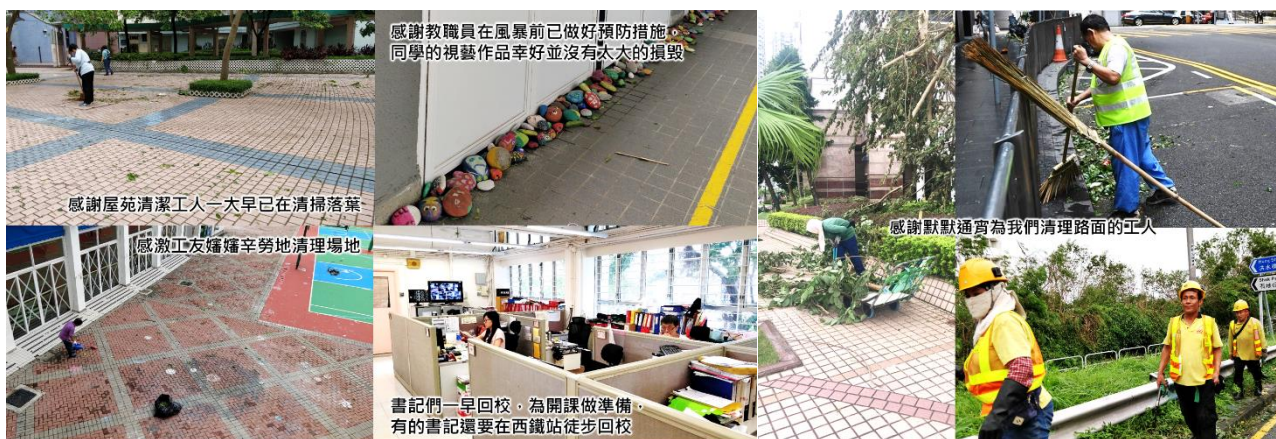 感謝教職員在風暴前已做好預防措施，
同學的視藝作品幸好並沒有太大的損毀
感謝屋苑清潔工人一大早已在清掃落葉
感激工友嬸嬸辛勞地清理場地
感謝默默通宵為我們清理路面的工人
書記們一早回校，為開課做準備，
有的書記還要在西鐵站徒步回校